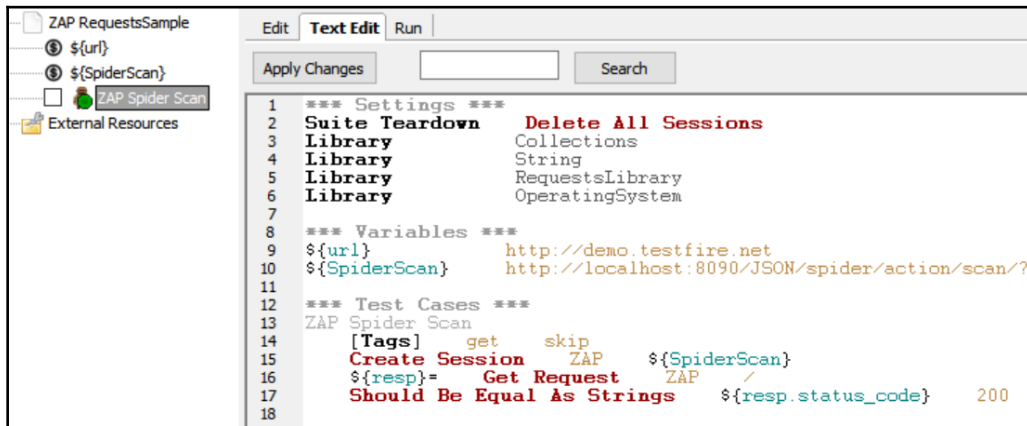 ZAP RequestsSample
${url}
${SpiderScan}
ZAP Spider Scan
External Resources
Edit Text Edit Run
Apply Changes Search
1 *** Settings ***
2 Suite Teardown Delete All Sessions
3 Library Collections
4 Library String
5 Library RequestsLibrary
6 Library OperatingSystem
7
8 *** Variables ***
9 ${url} http://demo.testfire.net
10 ${SpiderScan} http://localhost:8090/JSON/spider/action/scan/?
11
12 *** Test Cases ***
13 ZAP Spider Scan
14 [Tags] get skip
15 Create Session ZAP ${SpiderScan}
16 ${resp}= Get Request ZAP /
17 Should Be Equal As Strings ${resp.status_code} 200
18